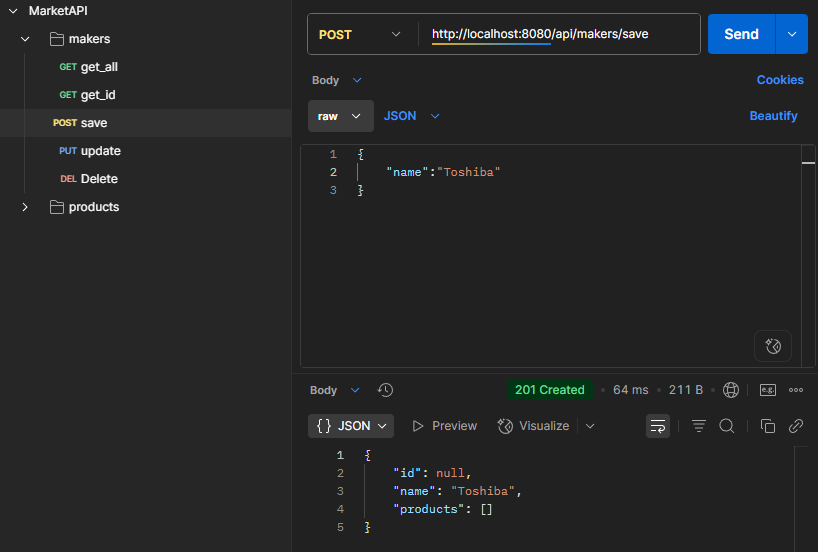 MarketAPI
makers
GET get_all
GET get_id
POST save
PUT update
DEL Delete
products
POST http://localhost:8080/api/makers/save Send
Body Cookies
raw JSON Beautify
1 {
2 "name":"Toshiba"
3 }
Body 201 Created • 64 ms • 211 B • e.g.
{} JSON Preview Visualize
1 {
2 "id": null,
3 "name": "Toshiba",
4 "products": []
5 }